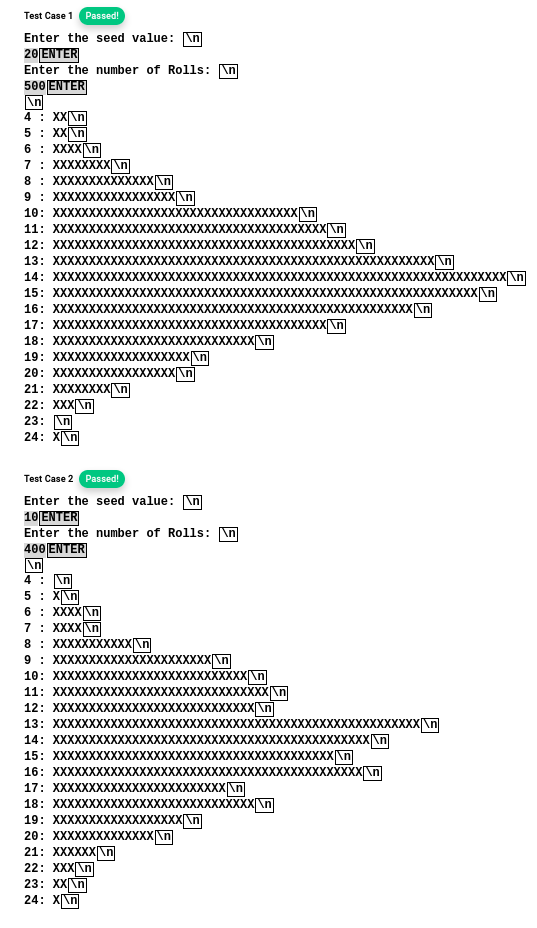 Test Case 1 Passed!
Enter the seed value: \n
20ENTER
Enter the number of Rolls: \n
500ENTER
\n
4 : XX\n
5 : XX\n
6 : XXXX\n
7 : XXXXXXXX\n
8 : XXXXXXXXXXXXXX\n
9 : XXXXXXXXXXXXXXXXX\n
10: XXXXXXXXXXXXXXXXXXXXXXXXXXXXXXXXXX\n
11: XXXXXXXXXXXXXXXXXXXXXXXXXXXXXXXXXXXXXX\n
12: XXXXXXXXXXXXXXXXXXXXXXXXXXXXXXXXXXXXXXXXXX\n
13: XXXXXXXXXXXXXXXXXXXXXXXXXXXXXXXXXXXXXXXXXXXXXXXXXXXXX\n
14: XXXXXXXXXXXXXXXXXXXXXXXXXXXXXXXXXXXXXXXXXXXXXXXXXXXXXXXXXXXXXXX\n
15: XXXXXXXXXXXXXXXXXXXXXXXXXXXXXXXXXXXXXXXXXXXXXXXXXXXXXXXXXXX\n
16: XXXXXXXXXXXXXXXXXXXXXXXXXXXXXXXXXXXXXXXXXXXXXXXXXX\n
17: XXXXXXXXXXXXXXXXXXXXXXXXXXXXXXXXXXXXXX\n
18: XXXXXXXXXXXXXXXXXXXXXXXXXXXX\n
19: XXXXXXXXXXXXXXXXXXX\n
20: XXXXXXXXXXXXXXXXX\n
21: XXXXXXXX\n
22: XXX\n
23: \n
24: X\n
Test Case 2 Passed!
Enter the seed value: \n
10ENTER
Enter the number of Rolls: \n
400ENTER
\n
4 : \n
5 : X\n
6 : XXXX\n
7 : XXXX\n
8 : XXXXXXXXXXX\n
9 : XXXXXXXXXXXXXXXXXXXXXX\n
10: XXXXXXXXXXXXXXXXXXXXXXXXXXX\n
11: XXXXXXXXXXXXXXXXXXXXXXXXXXXXXX\n
12: XXXXXXXXXXXXXXXXXXXXXXXXXXXX\n
13: XXXXXXXXXXXXXXXXXXXXXXXXXXXXXXXXXXXXXXXXXXXXXXXXXXX\n
14: XXXXXXXXXXXXXXXXXXXXXXXXXXXXXXXXXXXXXXXXXXXX\n
15: XXXXXXXXXXXXXXXXXXXXXXXXXXXXXXXXXXXXXXX\n
16: XXXXXXXXXXXXXXXXXXXXXXXXXXXXXXXXXXXXXXXXXXX\n
17: XXXXXXXXXXXXXXXXXXXXXXXX\n
18: XXXXXXXXXXXXXXXXXXXXXXXXXXXX\n
19: XXXXXXXXXXXXXXXXXX\n
20: XXXXXXXXXXXXXX\n
21: XXXXXX\n
22: XXX\n
23: XX\n
24: X\n